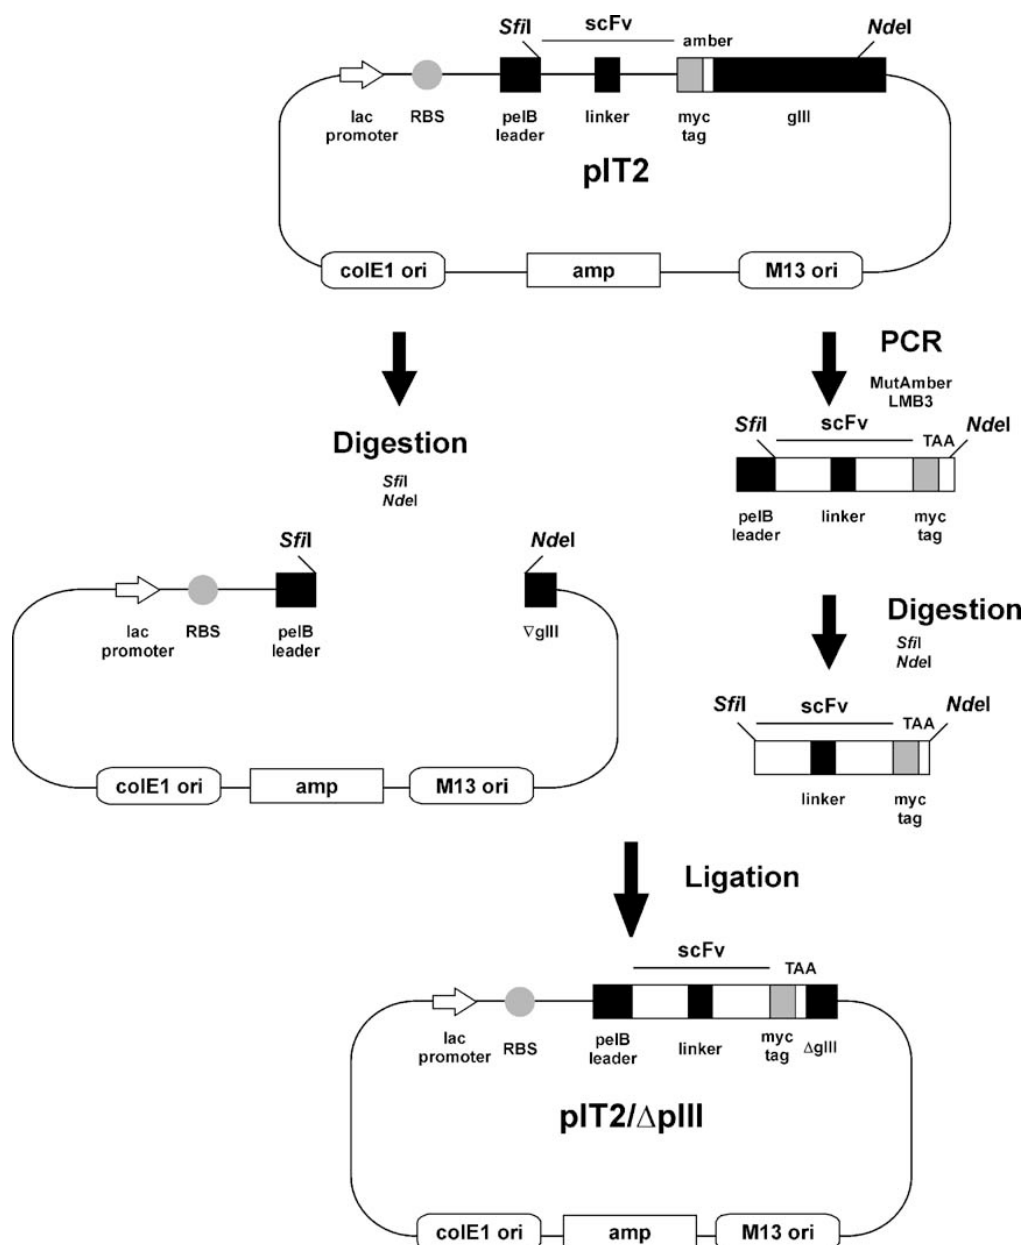 SfiI
scFv
amber
NdeI
lac
promoter
RBS
pelB
leader
linker
myc
tag
gIII
pIT2
colE1 ori
amp
M13 ori
PCR
MutAmber
LMB3
Digestion
SfiI
NdeI
SfiI
scFv
TAA
NdeI
pelB
leader
linker
myc
tag
SfiI
NdeI
lac
promoter
RBS
pelB
leader
∇gIII
colE1 ori
amp
M13 ori
Digestion
SfiI
NdeI
SfiI
scFv
TAA
NdeI
linker
myc
tag
Ligation
scFv
TAA
lac
promoter
RBS
pelB
leader
linker
myc
tag
ΔgIII
pIT2/ΔpIII
colE1 ori
amp
M13 ori